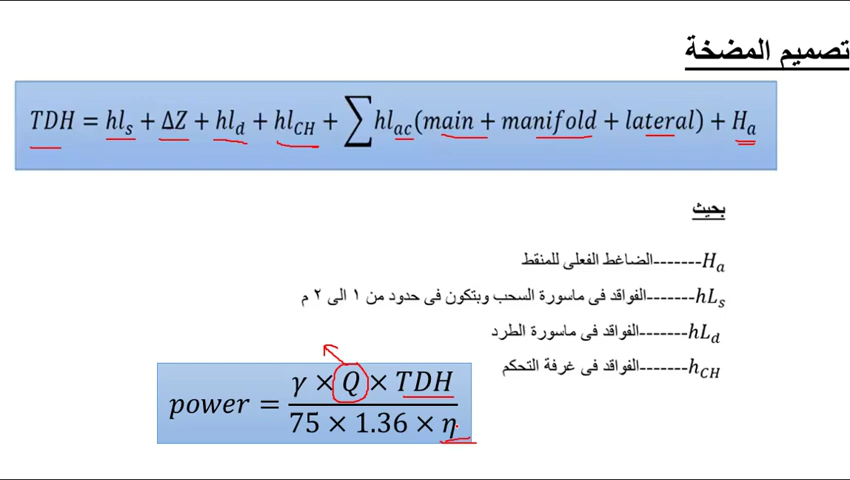 تصميم المضخة
TDH = hl_s + ΔZ + hl_d + hl_CH + ∑ hl_ac (main + manifold + lateral) + H_a
بحيث
H_a-------الضاغط الفعلى للمنقط
hL_s-------الفواقد فى ماسورة السحب وبتكون فى حدود من ١ الى ٢ م
hL_d-------الفواقد فى ماسورة الطرد
h_CH-------الفواقد فى غرفة التحكم
power = (γ × Q × TDH) / (75 × 1.36 × η)